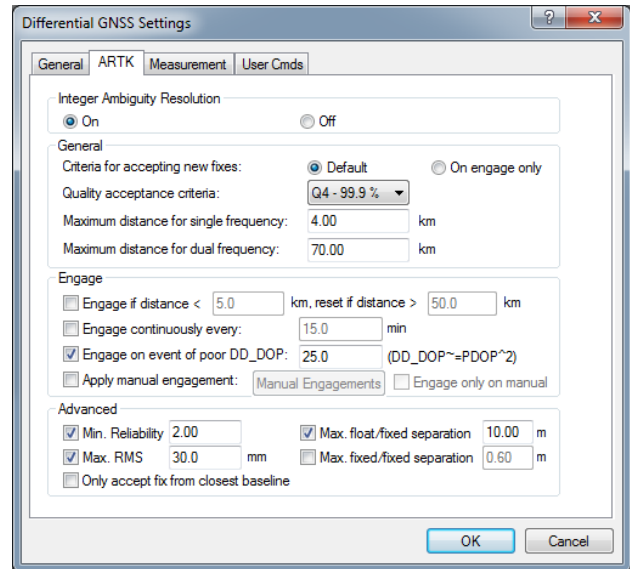 Differential GNSS Settings
General ARTK Measurement User Cmds
Integer Ambiguity Resolution
On Off
General
Criteria for accepting new fixes: Default On engage only
Quality acceptance criteria: Q4 - 99.9 %
Maximum distance for single frequency: 4.00 km
Maximum distance for dual frequency: 70.00 km
Engage
Engage if distance < 5.0 km, reset if distance > 50.0 km
Engage continuously every: 15.0 min
Engage on event of poor DD_DOP: 25.0 (DD_DOP~=PDOP^2)
Apply manual engagement: Manual Engagements Engage only on manual
Advanced
Min. Reliability 2.00 Max. float/fixed separation 10.00 m
Max. RMS 30.0 mm Max. fixed/fixed separation 0.60 m
Only accept fix from closest baseline
OK Cancel